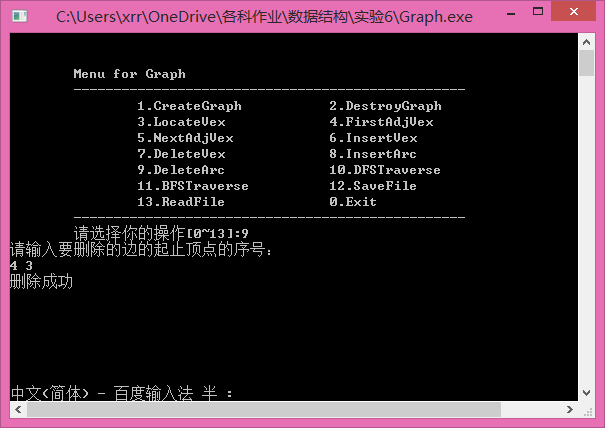 C:\Users\xrr\OneDrive\各科作业\数据结构\实验6\Graph.exe
Menu for Graph
-------------------------------------------------
1.CreateGraph 2.DestroyGraph
3.LocateVex 4.FirstAdjVex
5.NextAdjVex 6.InsertVex
7.DeleteVex 8.InsertArc
9.DeleteArc 10.DFSTraverse
11.BFSTraverse 12.SaveFile
13.ReadFile 0.Exit
-------------------------------------------------
请选择你的操作[0~13]:9
请输入要删除的边的起止顶点的序号：
4 3
删除成功
中文(简体) - 百度输入法 半 :